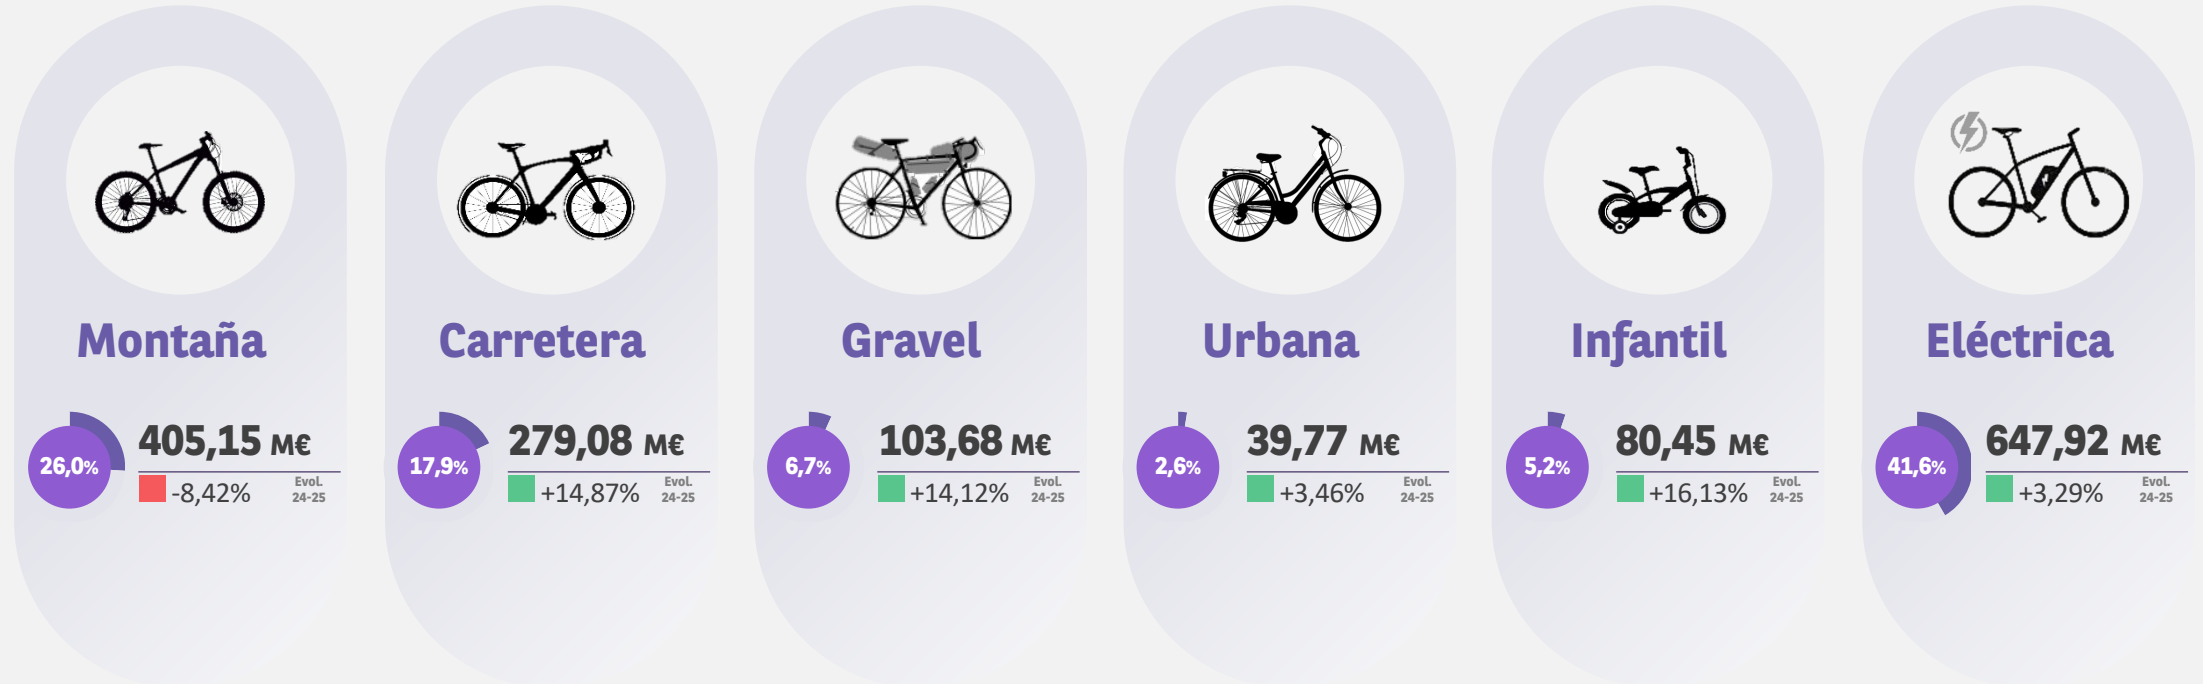 Montaña
26,0%
405,15 M€
-8,42%
Evol.
24-25
Carretera
17,9%
279,08 M€
+14,87%
Evol.
24-25
Gravel
6,7%
103,68 M€
+14,12%
Evol.
24-25
Urbana
2,6%
39,77 M€
+3,46%
Evol.
24-25
Infantil
5,2%
80,45 M€
+16,13%
Evol.
24-25
Eléctrica
41,6%
647,92 M€
+3,29%
Evol.
24-25